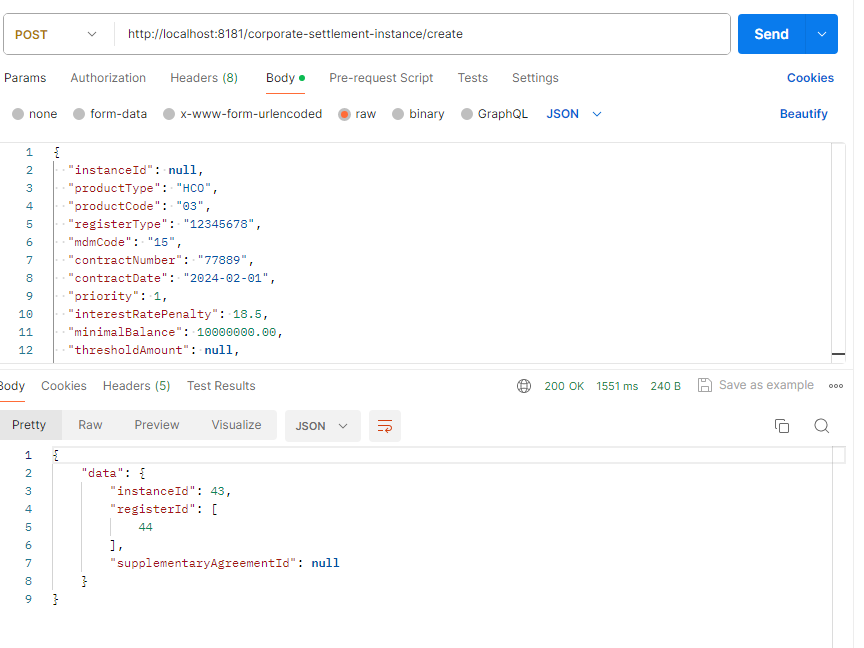 POST http://localhost:8181/corporate-settlement-instance/create Send
Params Authorization Headers (8) Body Pre-request Script Tests Settings Cookies
none form-data x-www-form-urlencoded raw binary GraphQL JSON Beautify
1 {
2 "instanceId": null,
3 "productType": "HCO",
4 "productCode": "03",
5 "registerType": "12345678",
6 "mdmCode": "15",
7 "contractNumber": "77889",
8 "contractDate": "2024-02-01",
9 "priority": 1,
10 "interestRatePenalty": 18.5,
11 "minimalBalance": 10000000.00,
12 "thresholdAmount": null,
Body Cookies Headers (5) Test Results 200 OK 1551 ms 240 B Save as example
Pretty Raw Preview Visualize JSON
1 {
2 "data": {
3 "instanceId": 43,
4 "registerId": [
5 44
6 ],
7 "supplementaryAgreementId": null
8 }
9 }